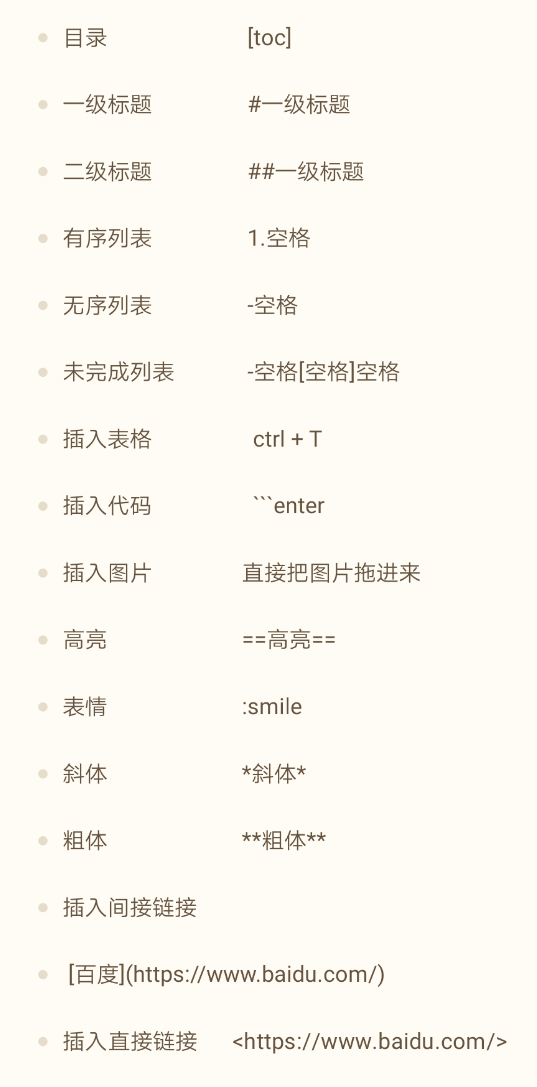 目录 [toc]
一级标题 #一级标题
二级标题 ##一级标题
有序列表 1.空格
无序列表 -空格
未完成列表 -空格[空格]空格
插入表格 ctrl + T
插入代码 ```enter
插入图片 直接把图片拖进来
高亮 ==高亮==
表情 :smile
斜体 *斜体*
粗体 **粗体**
插入间接链接
[百度](https://www.baidu.com/)
插入直接链接 <https://www.baidu.com/>